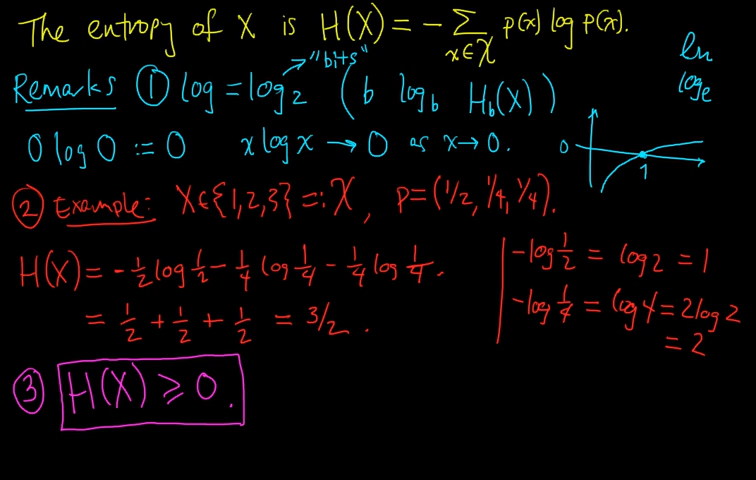 The entropy of X is H(X) = - ∑_{x∈𝒳} p(x) log p(x).
Remarks ① log = log₂ → "bits" (b log_b H_b(X)) ln log_e
0 log 0 := 0 x log x → 0 as x → 0. 0 1
② Example: X ∈ {1,2,3} =: 𝒳, p = (1/2, 1/4, 1/4).
H(X) = - 1/2 log 1/2 - 1/4 log 1/4 - 1/4 log 1/4.
= 1/2 + 1/2 + 1/2 = 3/2.
-log 1/2 = log 2 = 1
-log 1/4 = log 4 = 2 log 2
= 2
③ H(X) ≥ 0.